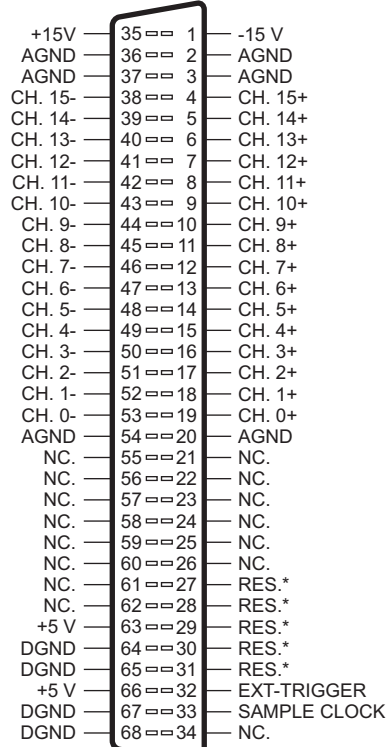 +15V 35 1 -15 V
AGND 36 2 AGND
AGND 37 3 AGND
CH. 15- 38 4 CH. 15+
CH. 14- 39 5 CH. 14+
CH. 13- 40 6 CH. 13+
CH. 12- 41 7 CH. 12+
CH. 11- 42 8 CH. 11+
CH. 10- 43 9 CH. 10+
CH. 9- 44 10 CH. 9+
CH. 8- 45 11 CH. 8+
CH. 7- 46 12 CH. 7+
CH. 6- 47 13 CH. 6+
CH. 5- 48 14 CH. 5+
CH. 4- 49 15 CH. 4+
CH. 3- 50 16 CH. 3+
CH. 2- 51 17 CH. 2+
CH. 1- 52 18 CH. 1+
CH. 0- 53 19 CH. 0+
AGND 54 20 AGND
NC. 55 21 NC.
NC. 56 22 NC.
NC. 57 23 NC.
NC. 58 24 NC.
NC. 59 25 NC.
NC. 60 26 NC.
NC. 61 27 RES.*
NC. 62 28 RES.*
+5 V 63 29 RES.*
DGND 64 30 RES.*
DGND 65 31 RES.*
+5 V 66 32 EXT-TRIGGER
DGND 67 33 SAMPLE CLOCK
DGND 68 34 NC.